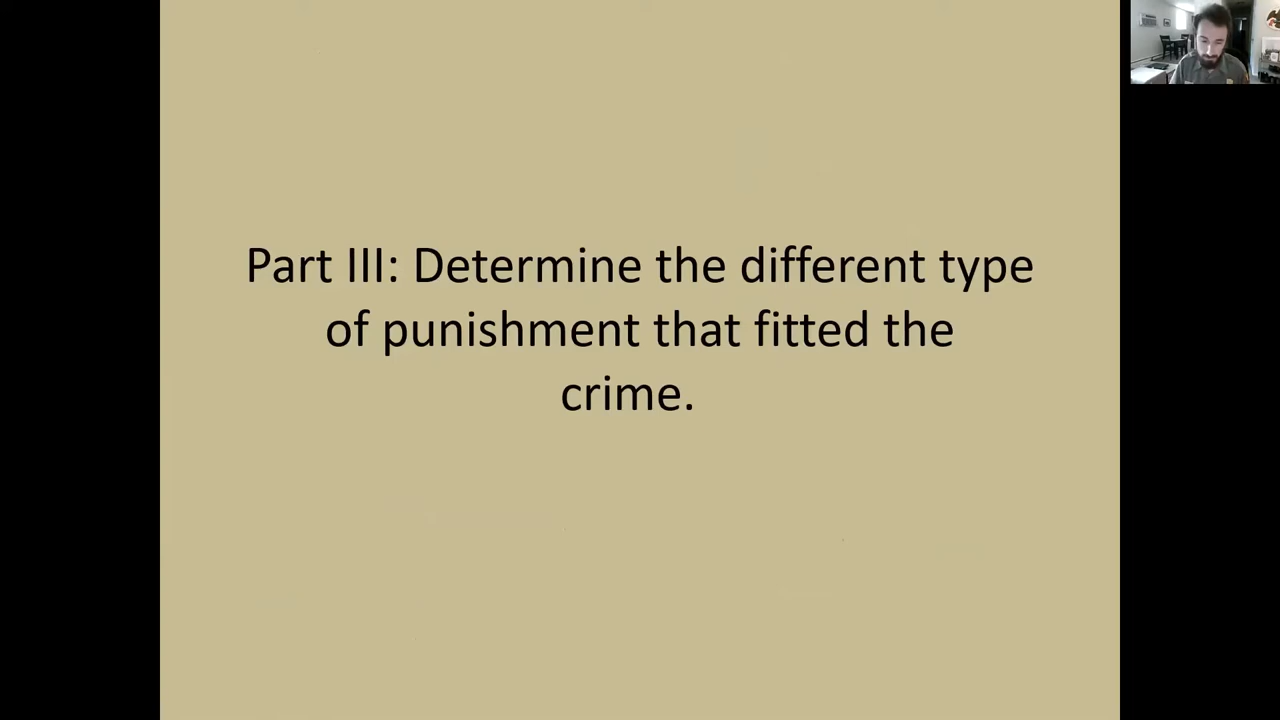 Part III: Determine the different type
of punishment that fitted the
crime.